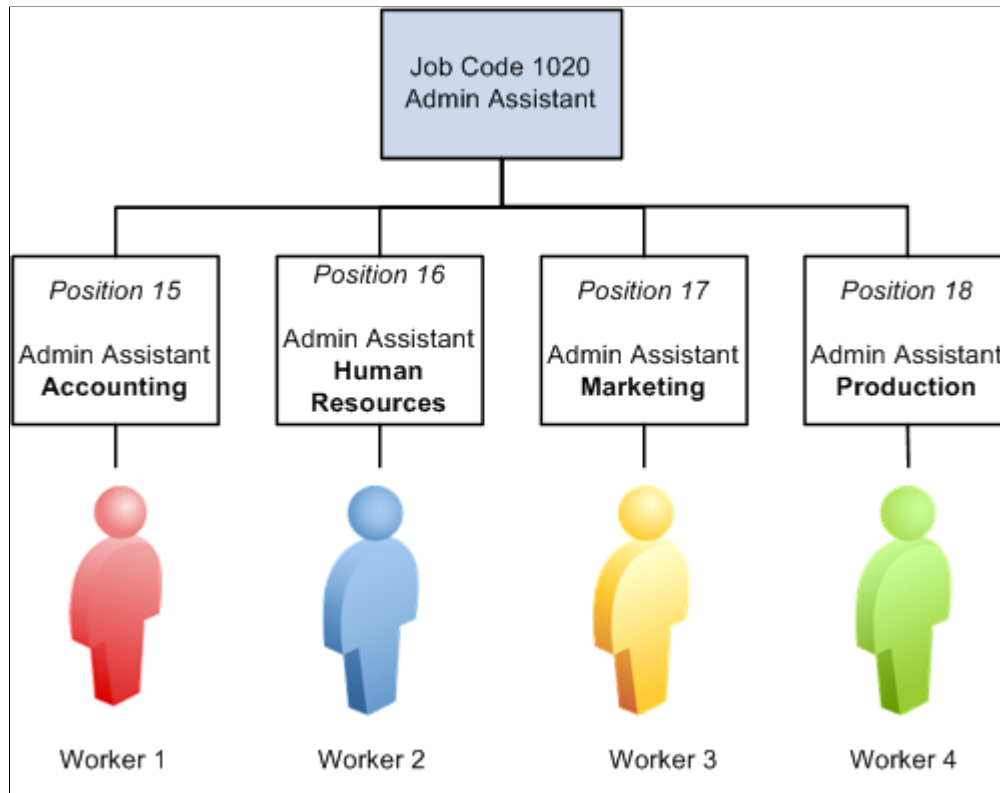 Job Code 1020
Admin Assistant
Position 15
Admin Assistant
Accounting
Position 16
Admin Assistant
Human
Resources
Position 17
Admin Assistant
Marketing
Position 18
Admin Assistant
Production
Worker 1
Worker 2
Worker 3
Worker 4